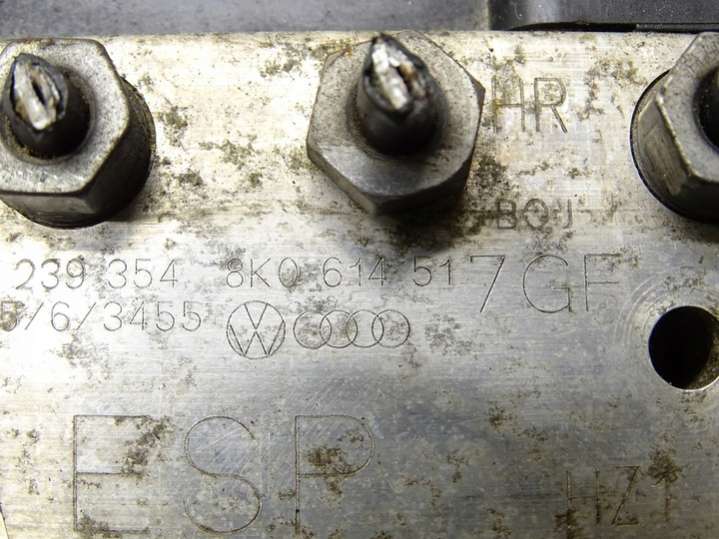 HR
BOJ
239 354 8K0 614 517GF
5/6/3455
ESP
HZ1